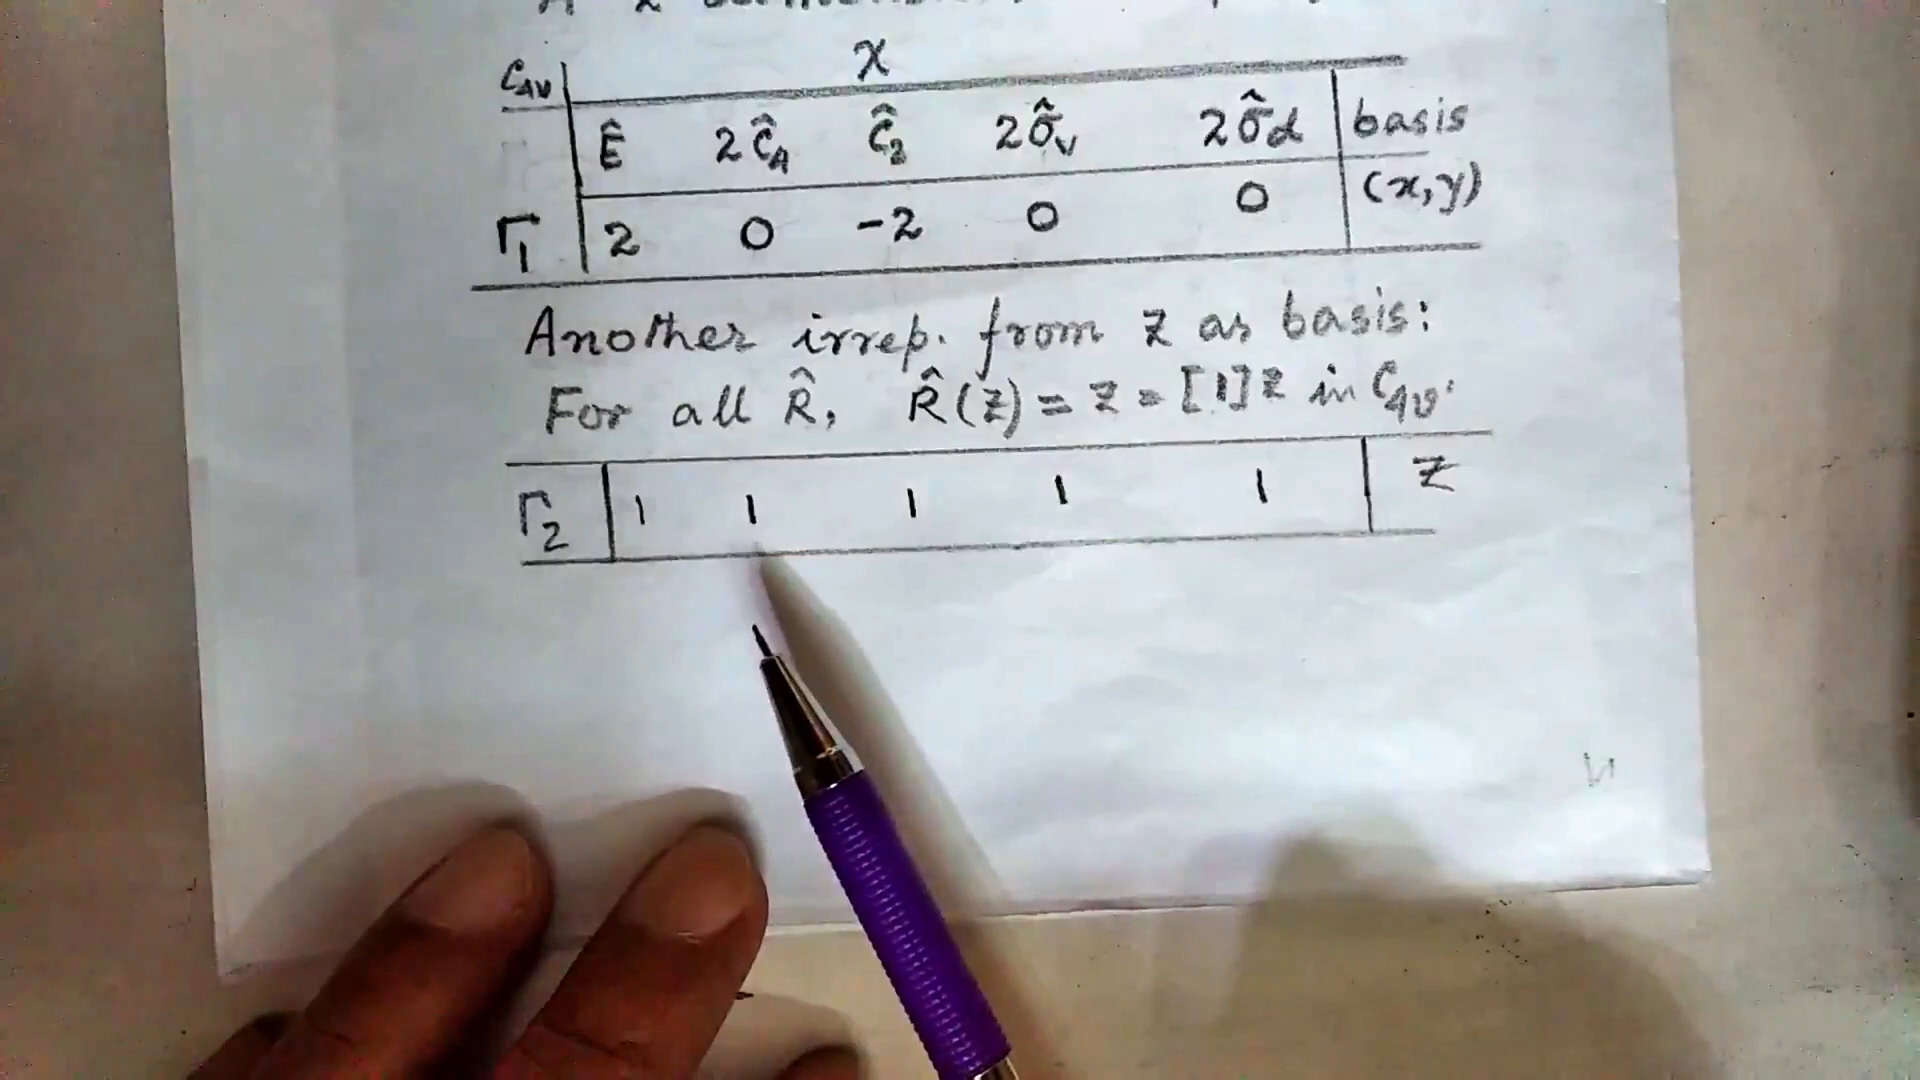 C4v χ
Ê 2Ĉ4 Ĉ2 2σ̂v 2σ̂d basis
Γ1 2 0 -2 0 0 (x,y)
Another irrep. from z as basis:
For all R̂, R̂(z) = z = [1]z in C4v.
Γ2 1 1 1 1 1 z